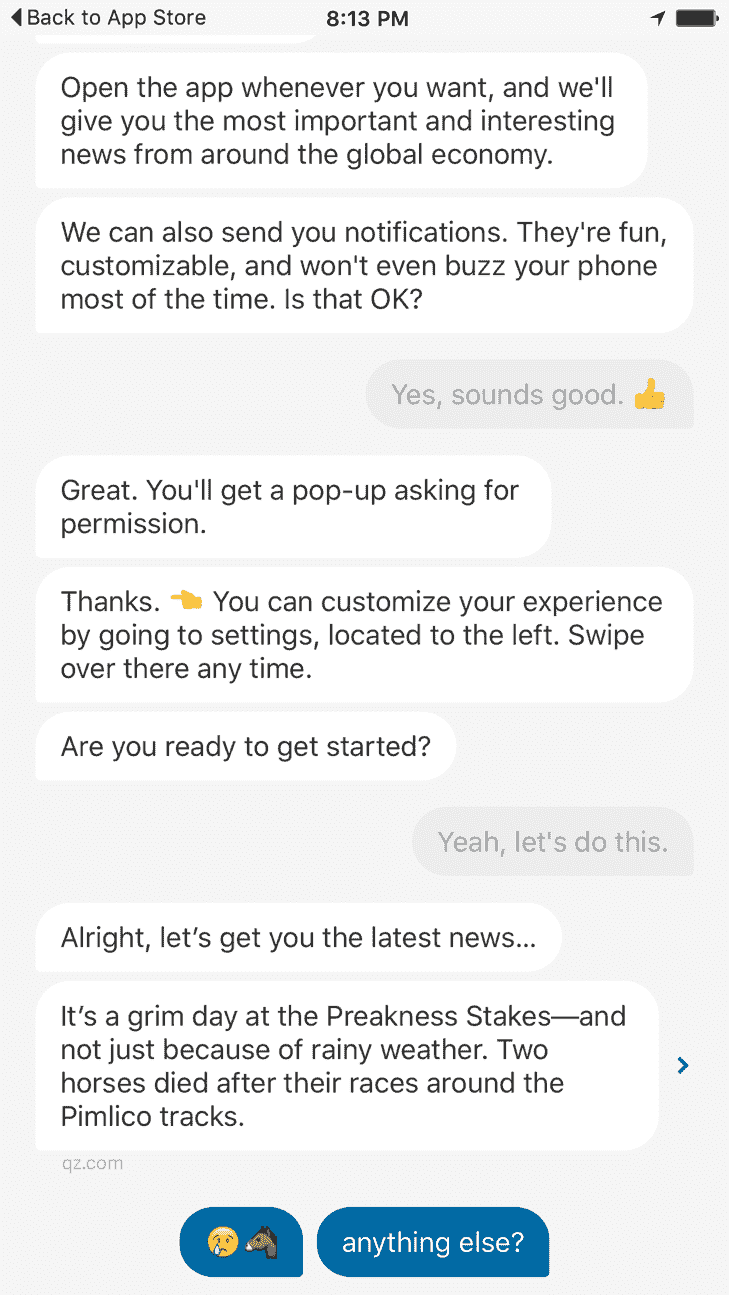 Back to App Store
8:13 PM
Open the app whenever you want, and we'll
give you the most important and interesting
news from around the global economy.
We can also send you notifications. They're fun,
customizable, and won't even buzz your phone
most of the time. Is that OK?
Yes, sounds good. 👍
Great. You'll get a pop-up asking for
permission.
Thanks. 👈 You can customize your experience
by going to settings, located to the left. Swipe
over there any time.
Are you ready to get started?
Yeah, let's do this.
Alright, let’s get you the latest news...
It’s a grim day at the Preakness Stakes—and
not just because of rainy weather. Two
horses died after their races around the
Pimlico tracks.
qz.com
😢🐴
anything else?